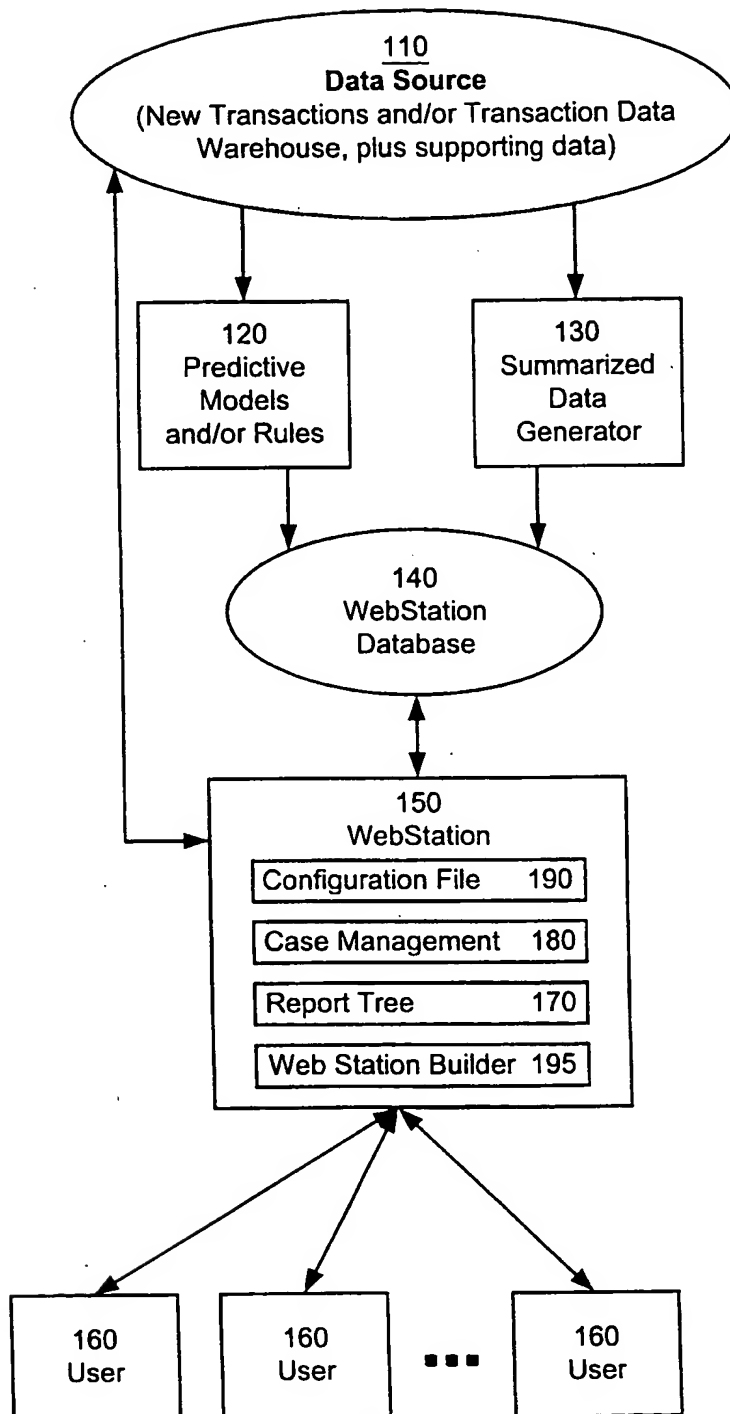 110
Data Source
(New Transactions and/or Transaction Data
Warehouse, plus supporting data)
120
Predictive
Models
and/or Rules
130
Summarized
Data
Generator
140
WebStation
Database
150
WebStation
Configuration File 190
Case Management 180
Report Tree 170
Web Station Builder 195
160
User
160
User
160
User